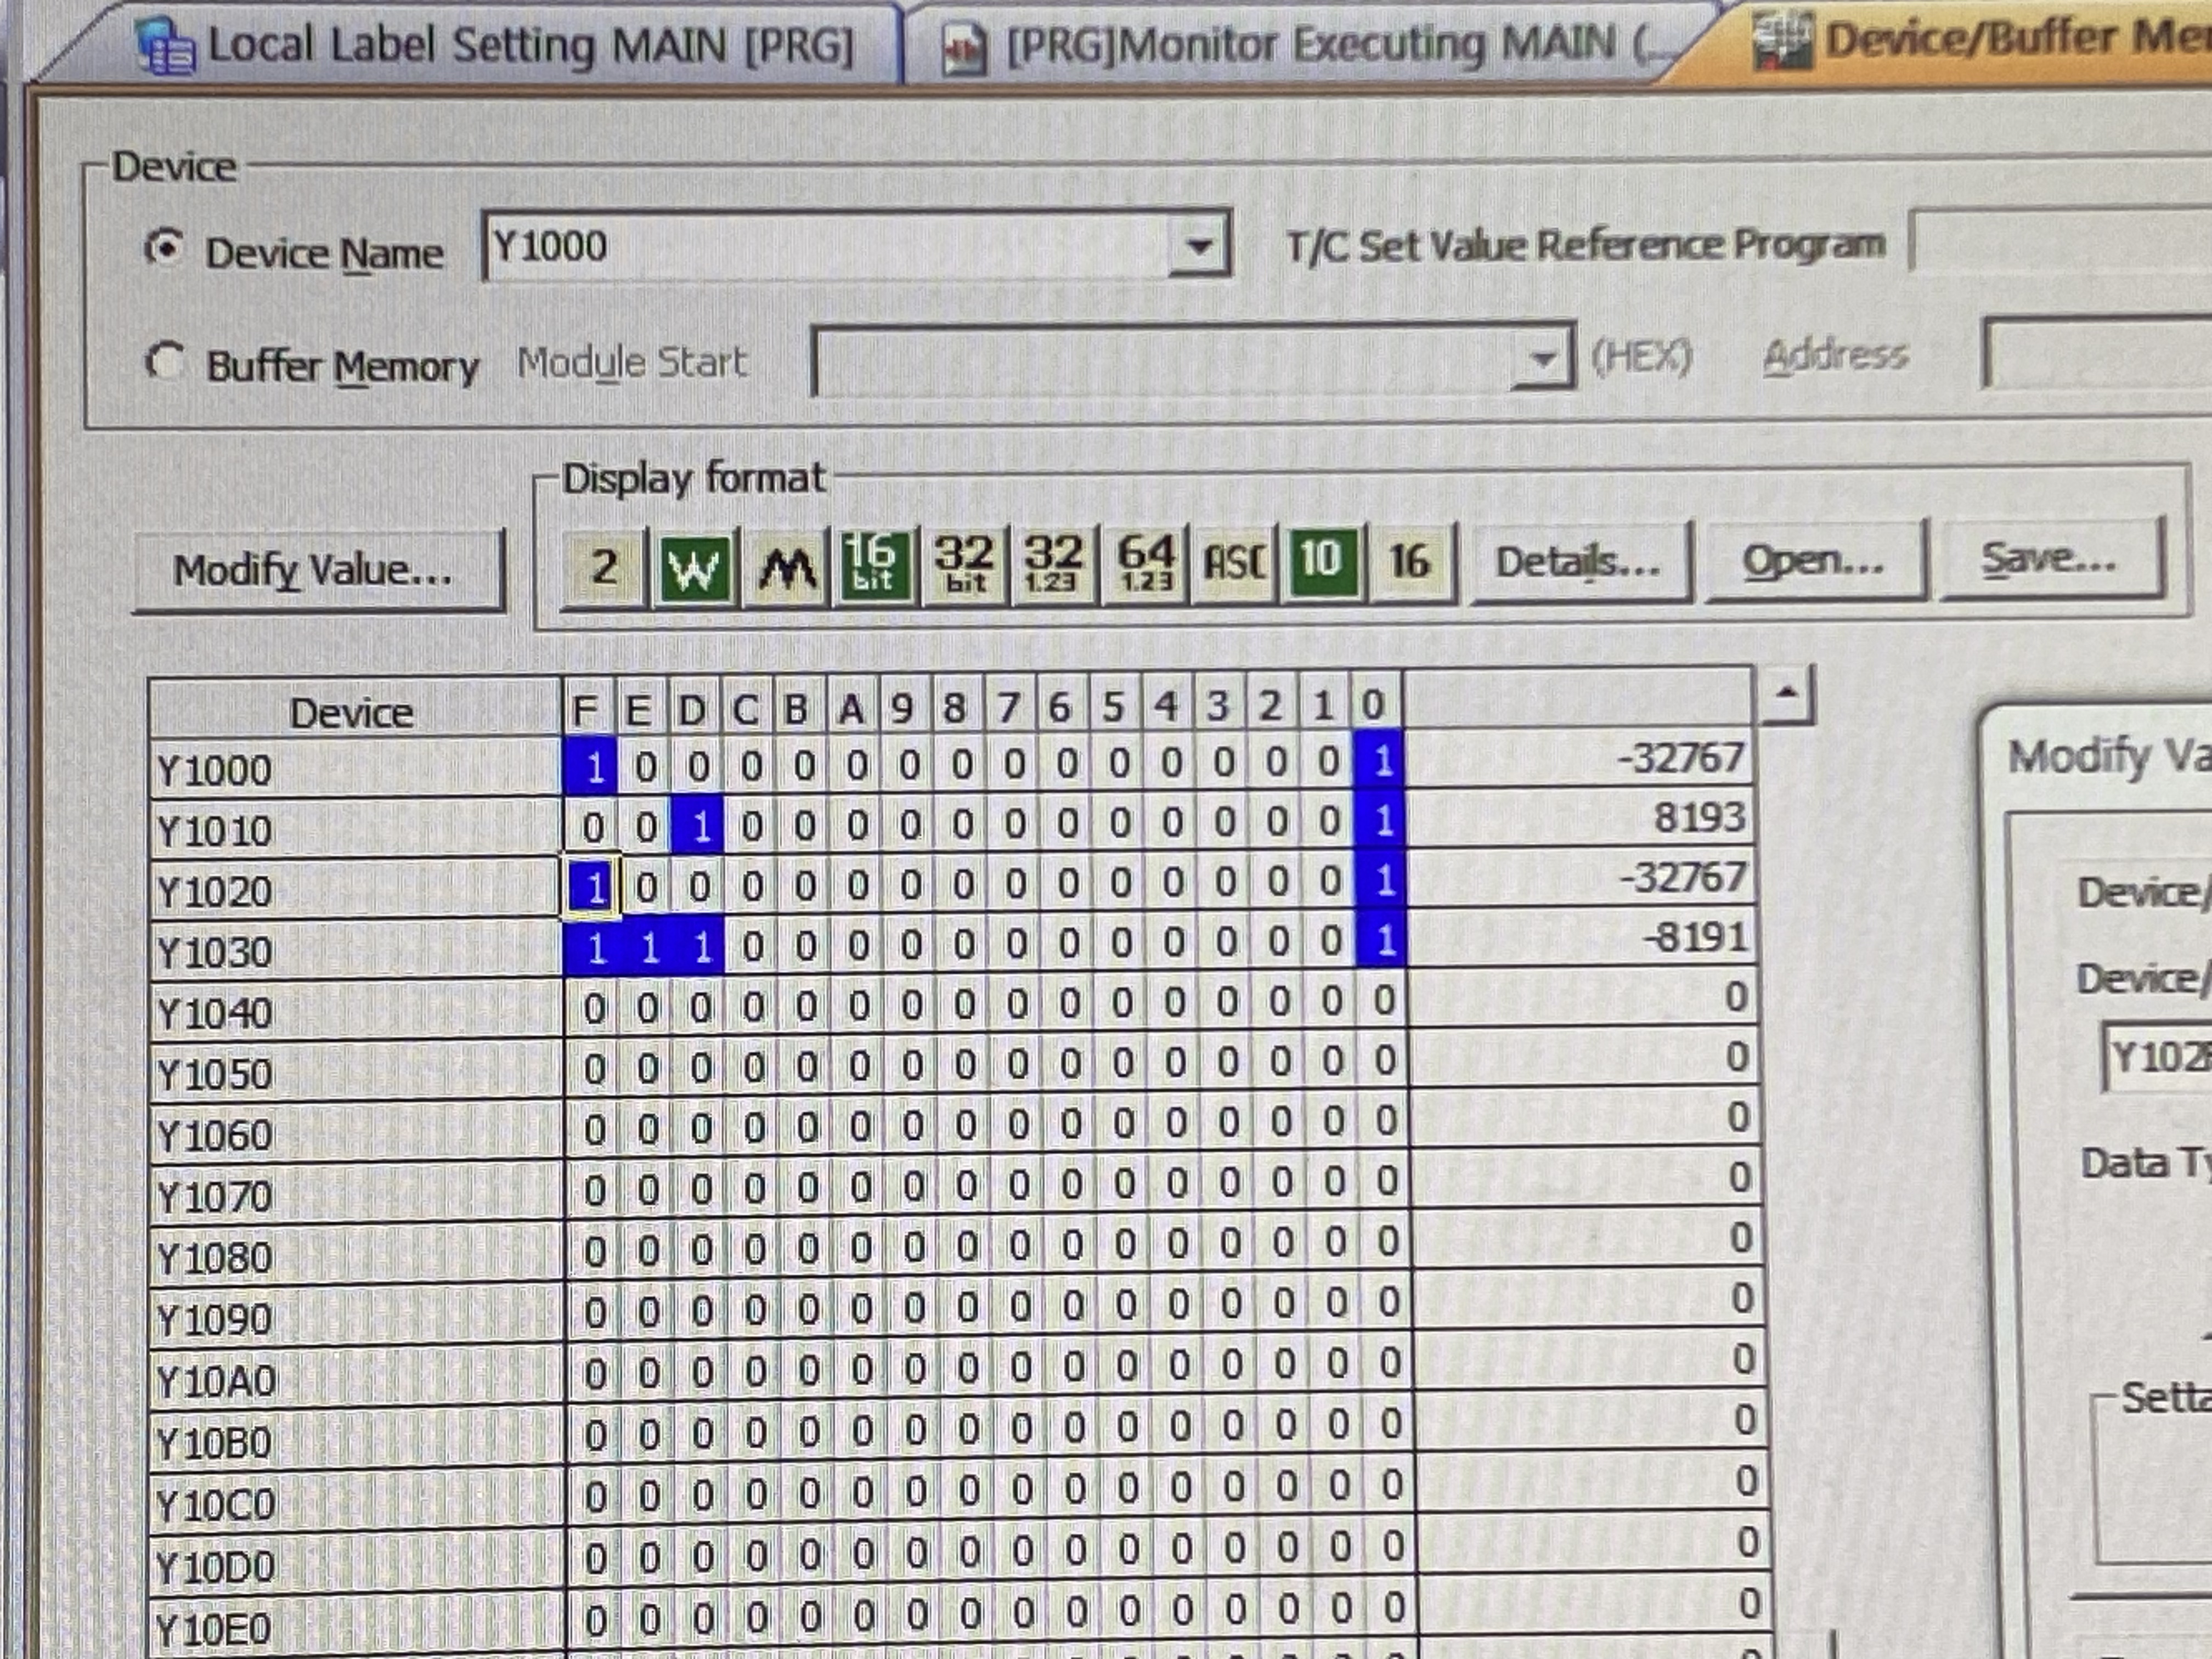 Local Label Setting MAIN [PRG] [PRG]Monitor Executing MAIN (... Device/Buffer Me
Device
Device Name Y1000 T/C Set Value Reference Program
Buffer Memory Module Start (HEX) Address
Display format
Modify Value... 2 W M 16 bit 32 bit 32 1.23 64 1.23 ASC 10 16 Details... Open... Save...
Device F E D C B A 9 8 7 6 5 4 3 2 1 0
Y1000 1 0 0 0 0 0 0 0 0 0 0 0 0 0 0 1 -32767
Y1010 0 0 1 0 0 0 0 0 0 0 0 0 0 0 0 1 8193
Y1020 1 0 0 0 0 0 0 0 0 0 0 0 0 0 0 1 -32767
Y1030 1 1 1 0 0 0 0 0 0 0 0 0 0 0 0 1 -8191
Y1040 0 0 0 0 0 0 0 0 0 0 0 0 0 0 0 0 0
Y1050 0 0 0 0 0 0 0 0 0 0 0 0 0 0 0 0 0
Y1060 0 0 0 0 0 0 0 0 0 0 0 0 0 0 0 0 0
Y1070 0 0 0 0 0 0 0 0 0 0 0 0 0 0 0 0 0
Y1080 0 0 0 0 0 0 0 0 0 0 0 0 0 0 0 0 0
Y1090 0 0 0 0 0 0 0 0 0 0 0 0 0 0 0 0 0
Y10A0 0 0 0 0 0 0 0 0 0 0 0 0 0 0 0 0 0
Y10B0 0 0 0 0 0 0 0 0 0 0 0 0 0 0 0 0 0
Y10C0 0 0 0 0 0 0 0 0 0 0 0 0 0 0 0 0 0
Y10D0 0 0 0 0 0 0 0 0 0 0 0 0 0 0 0 0 0
Y10E0 0 0 0 0 0 0 0 0 0 0 0 0 0 0 0 0 0
Modify Va
Device/
Device/
Y102
Data Ty
Setta